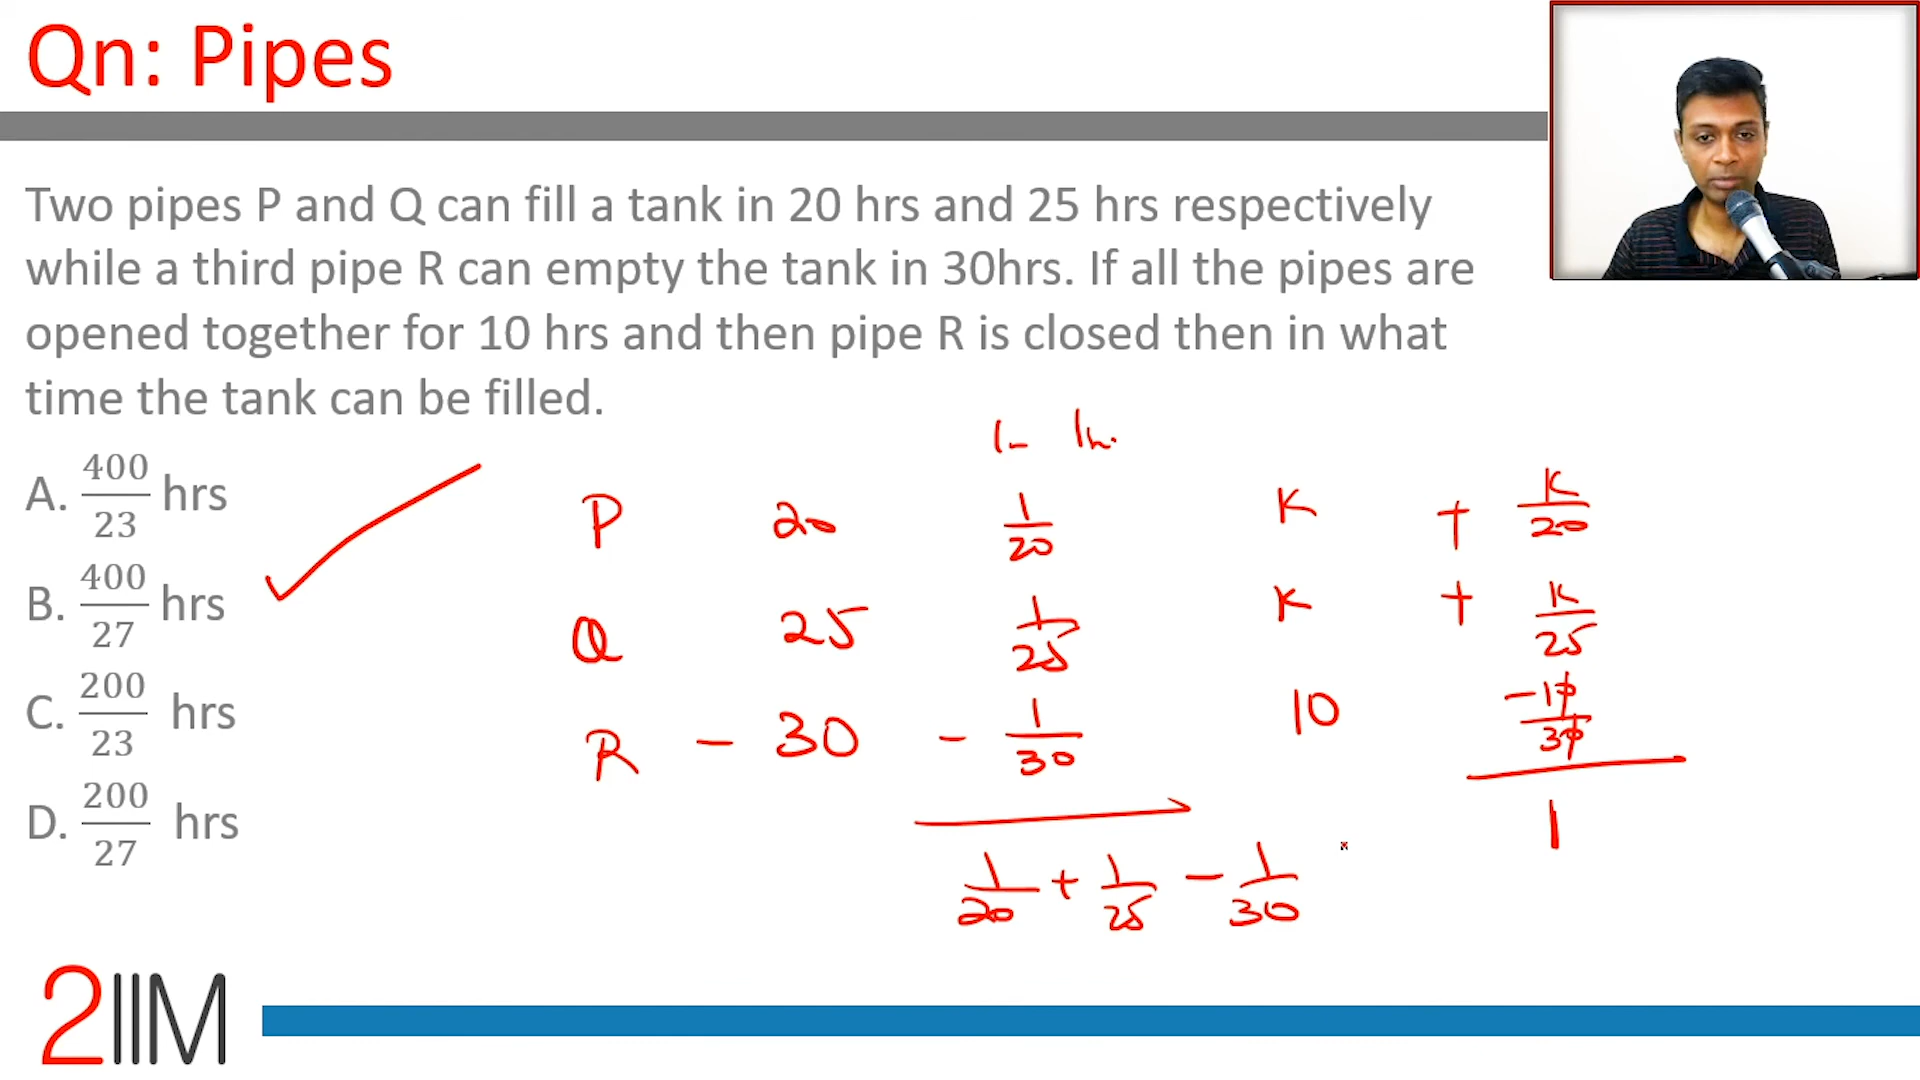 Qn: Pipes
Two pipes P and Q can fill a tank in 20 hrs and 25 hrs respectively
while a third pipe R can empty the tank in 30hrs. If all the pipes are
opened together for 10 hrs and then pipe R is closed then in what
time the tank can be filled.
A. 400/23 hrs
B. 400/27 hrs
C. 200/23 hrs
D. 200/27 hrs
1h.
P 20 1/20 K + K/20
Q 25 1/25 K + K/25
R - 30 - 1/30 10 -10/30
1
1/20 + 1/25 - 1/30
2IIM